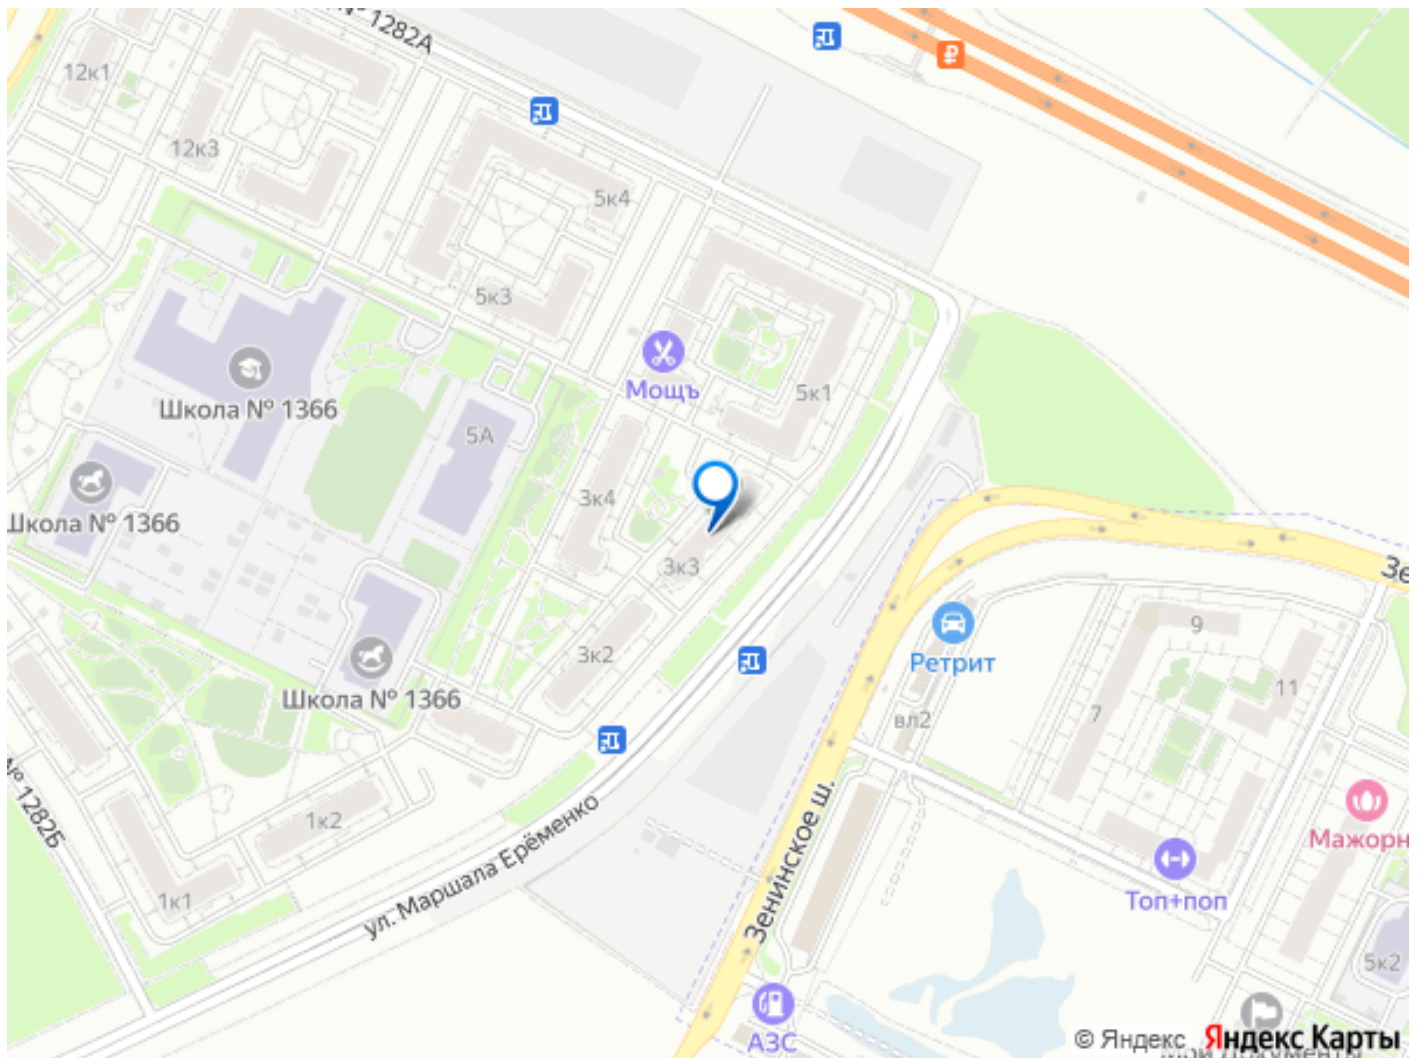 № 1282А
12к1
12к3
5к4
5к3
Мощъ
5к1
Школа № 1366
5А
Школа № 1366
3к4
3к3
Зе
9
Ретрит
3к2
Школа № 1366
11
7
вл2
№ 1282Б
1к2
ул. Маршала Ерёменко
Зенинское ш.
Мажорн
1к1
Топ+поп
5к2
АЗС
© Яндекс Яндекс Карты
Мои Документы